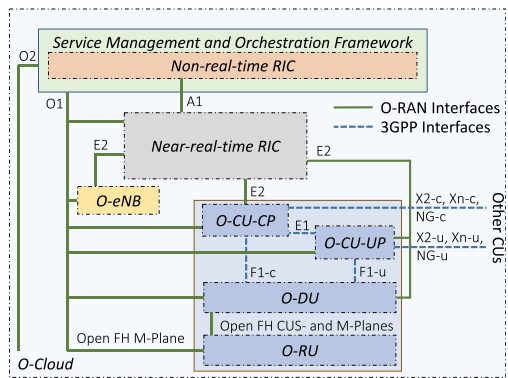 O2
Service Management and Orchestration Framework
Non-real-time RIC
O1
A1
O-RAN Interfaces
3GPP Interfaces
Near-real-time RIC
E2
E2
O-eNB
E2
O-CU-CP
E1
X2-c, Xn-c,
NG-c
O-CU-UP
X2-u, Xn-u,
NG-u
Other CUs
F1-c
F1-u
O-DU
Open FH CUS- and M-Planes
Open FH M-Plane
O-RU
O-Cloud